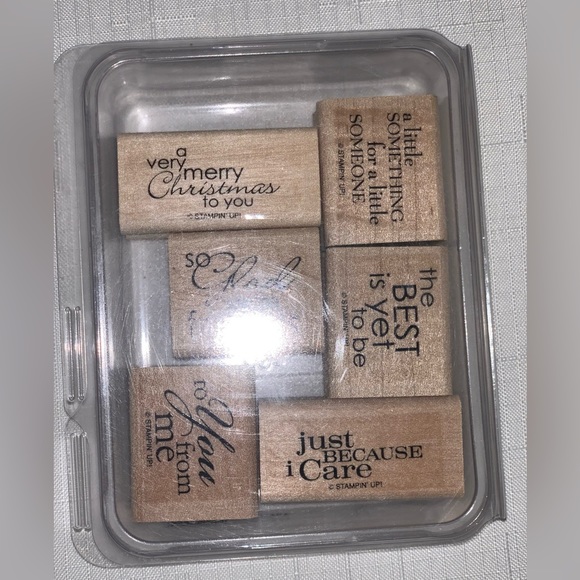 a
very merry
Christmas
to you
© STAMPIN' UP!
a little
SOMETHING
for a little
SOMEONE
© STAMPIN' UP!
so
Glad
the
BEST
is yet
to be
© STAMPIN' UP!
TO
You
from
me
© STAMPIN' UP!
just
BECAUSE
i Care
© STAMPIN' UP!